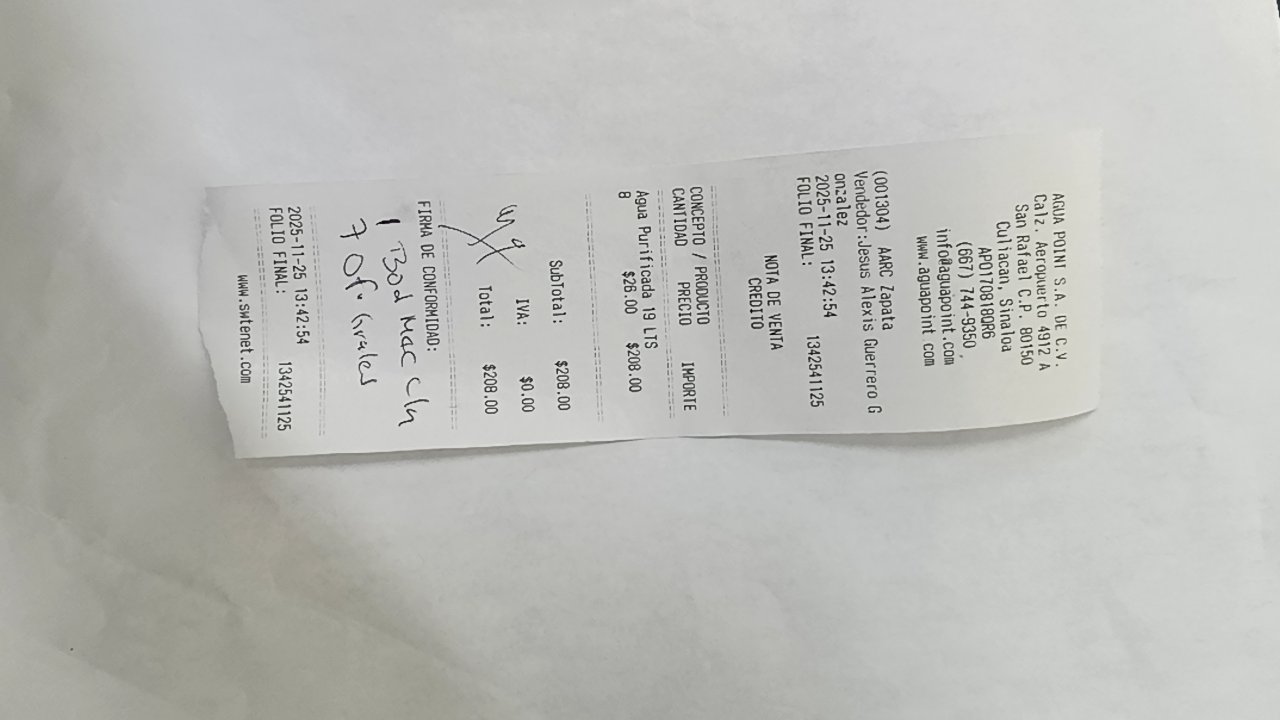 AGUA POINT S.A. DE C.V.
Calz. Aeropuerto 4912 A
San Rafael C.P. 80150
Culiacan, Sinaloa
APO170818QR6
(667) 744-9350 ,
info@aguapoint.com
www.aguapoint.com
(001304) AARC Zapata
Vendedor:Jesus Alexis Guerrero G
onzalez
2025-11-25 13:42:54
FOLIO FINAL: 1342541125
NOTA DE VENTA
CREDITO
CONCEPTO / PRODUCTO
CANTIDAD PRECIO IMPORTE
Agua Purificada 19 LTS
8 $26.00 $208.00
SubTotal: $208.00
IVA: $0.00
Total: $208.00
FIRMA DE CONFORMIDAD:
1 Bod Mac
7 Of. Grales
2025-11-25 13:42:54
FOLIO FINAL: 1342541125
www.swtenet.com